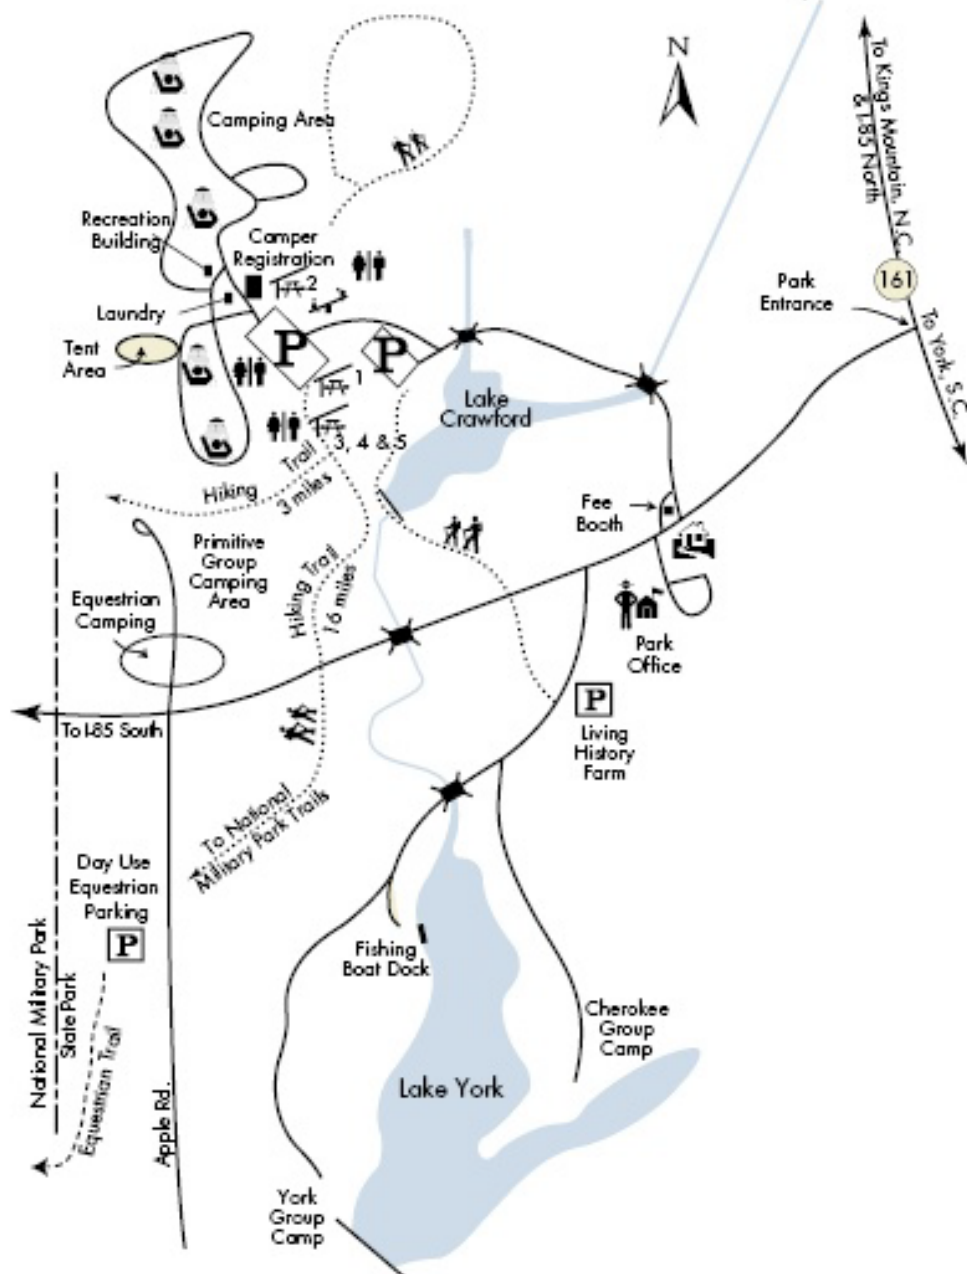 N
To Kings Mountain, N.C.
& I-85 North
161
To York, S.C.
Park
Entrance
Camping Area
Recreation
Building
Camper
Registration
2
Laundry
Tent
Area
P
P
1
3, 4 & 5
Lake
Crawford
Hiking Trail
3 miles
Fee
Booth
Primitive
Group
Camping
Area
Hiking Trail
16 miles
Equestrian
Camping
Park
Office
To I-85 South
P
Living
History
Farm
To National
Military Park Trails
Day Use
Equestrian
Parking
P
National Military Park
State Park
Equestrian Trail
Apple Rd.
Fishing
Boat Dock
Cherokee
Group
Camp
Lake York
York
Group
Camp